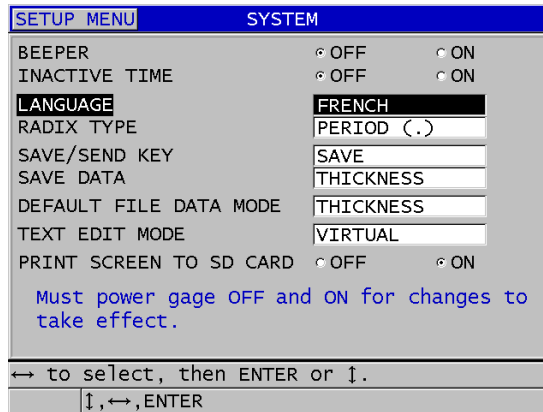 SETUP MENU SYSTEM
BEEPER OFF ON
INACTIVE TIME OFF ON
LANGUAGE FRENCH
RADIX TYPE PERIOD (.)
SAVE/SEND KEY SAVE
SAVE DATA THICKNESS
DEFAULT FILE DATA MODE THICKNESS
TEXT EDIT MODE VIRTUAL
PRINT SCREEN TO SD CARD OFF ON
Must power gage OFF and ON for changes to
take effect.
↔ to select, then ENTER or ↕.
↕,↔,ENTER